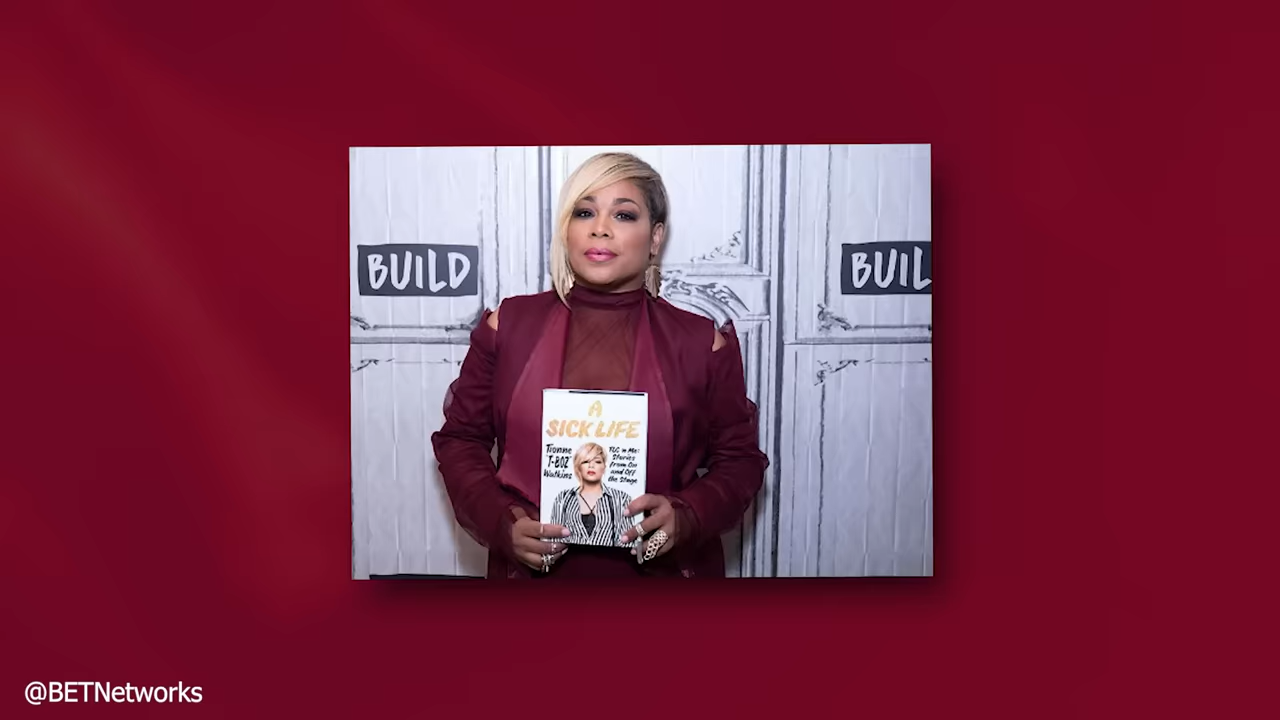 BUILD
BUIL
A
SICK LIFE
Tionne
"T-BOZ"
Watkins
TLC 'n Me:
Stories
from On
and Off
the Stage
@BETNetworks